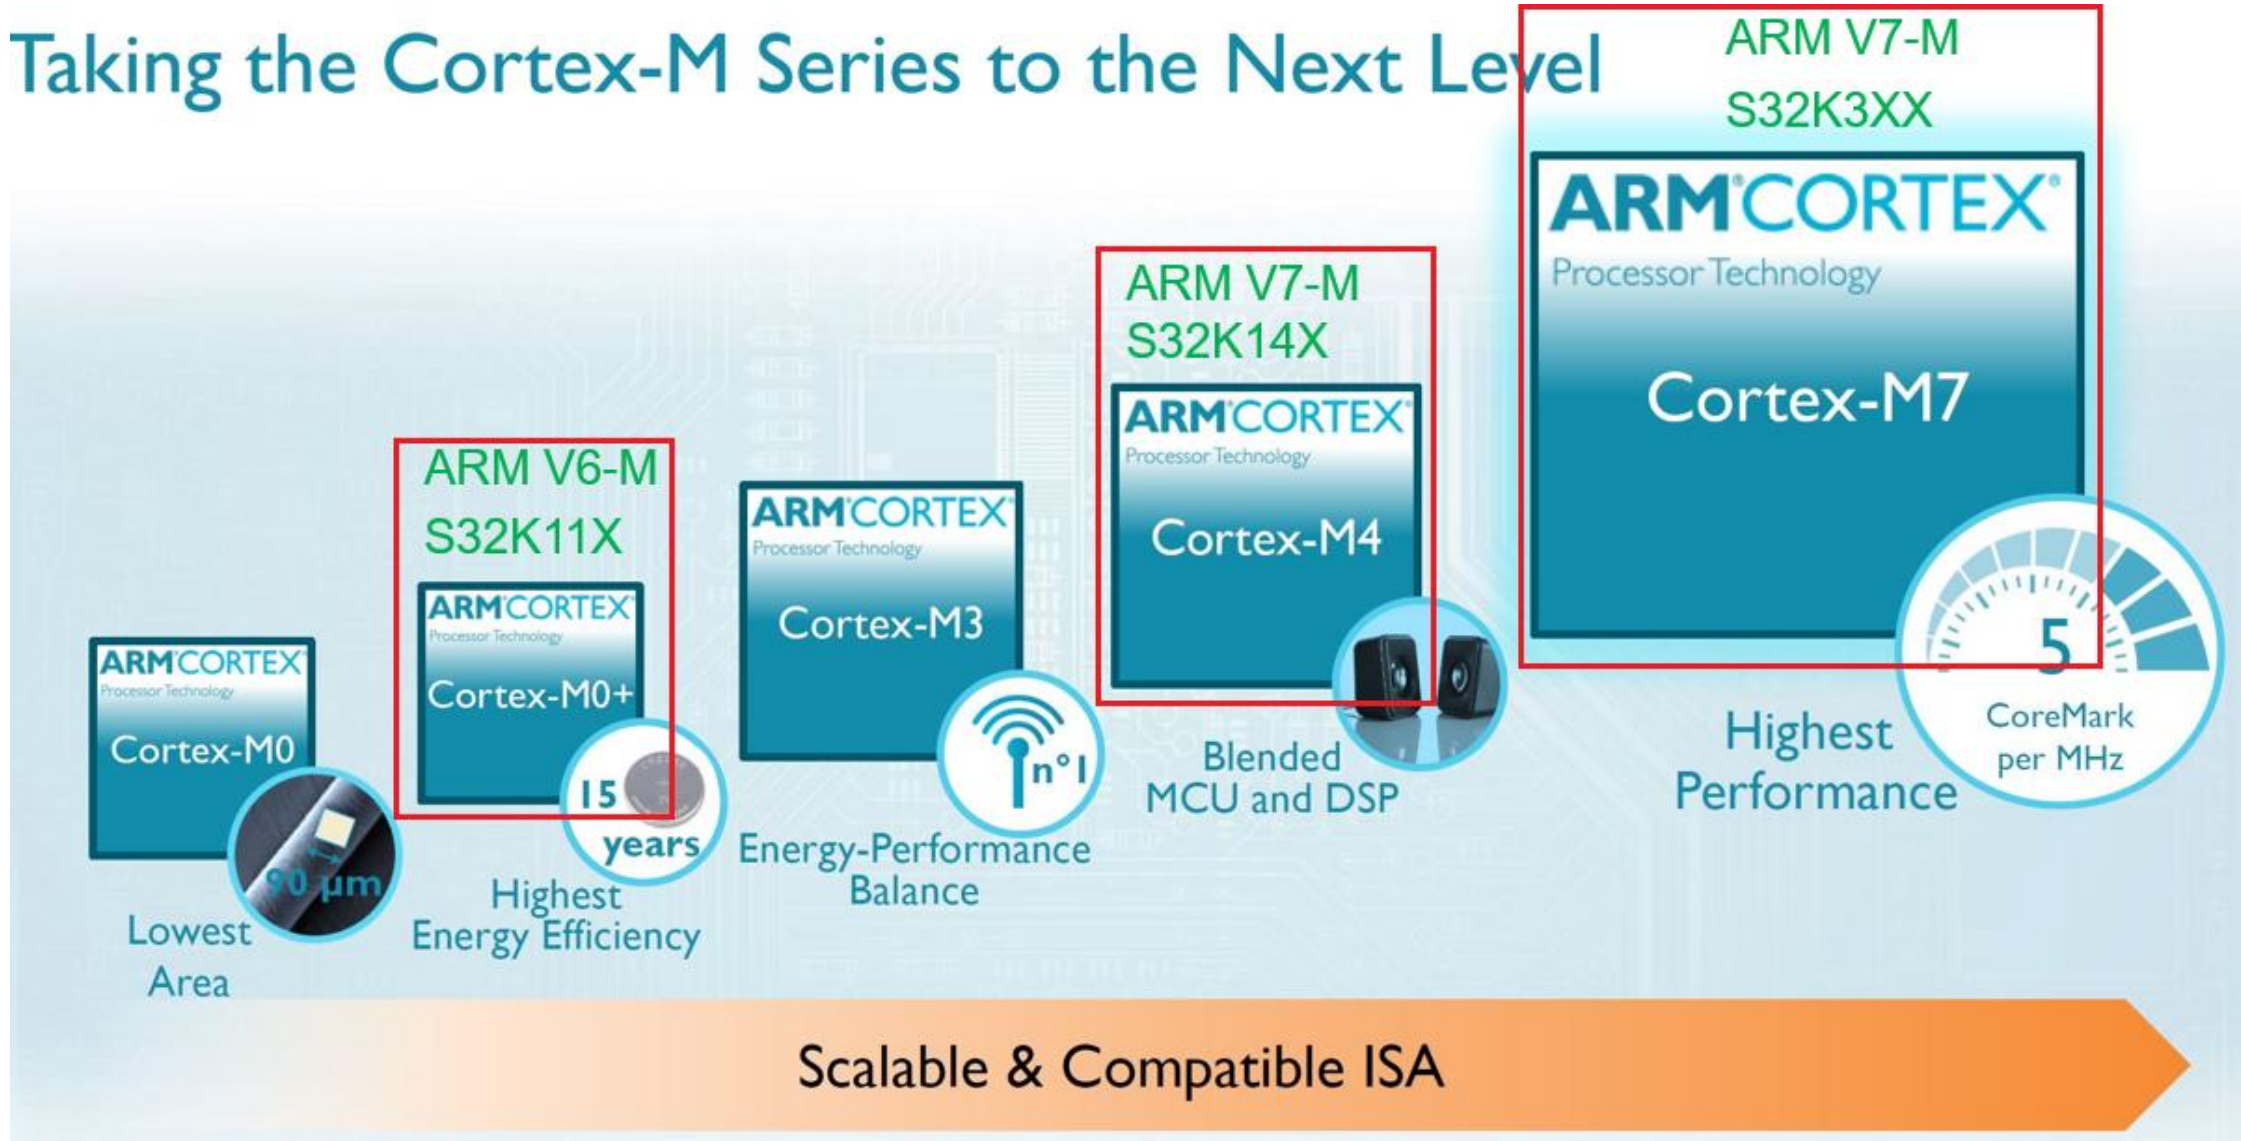 Taking the Cortex-M Series to the Next Level
ARM V7-M
S32K3XX
ARM®CORTEX®
Processor Technology
Cortex-M7
5
CoreMark
per MHz
Highest
Performance
ARM V7-M
S32K14X
ARM®CORTEX®
Processor Technology
Cortex-M4
Blended
MCU and DSP
ARM®CORTEX®
Processor Technology
Cortex-M3
n°1
Energy-Performance
Balance
ARM V6-M
S32K11X
ARM®CORTEX®
Processor Technology
Cortex-M0+
15
years
Highest
Energy Efficiency
ARM®CORTEX®
Processor Technology
Cortex-M0
90 µm
Lowest
Area
Scalable & Compatible ISA